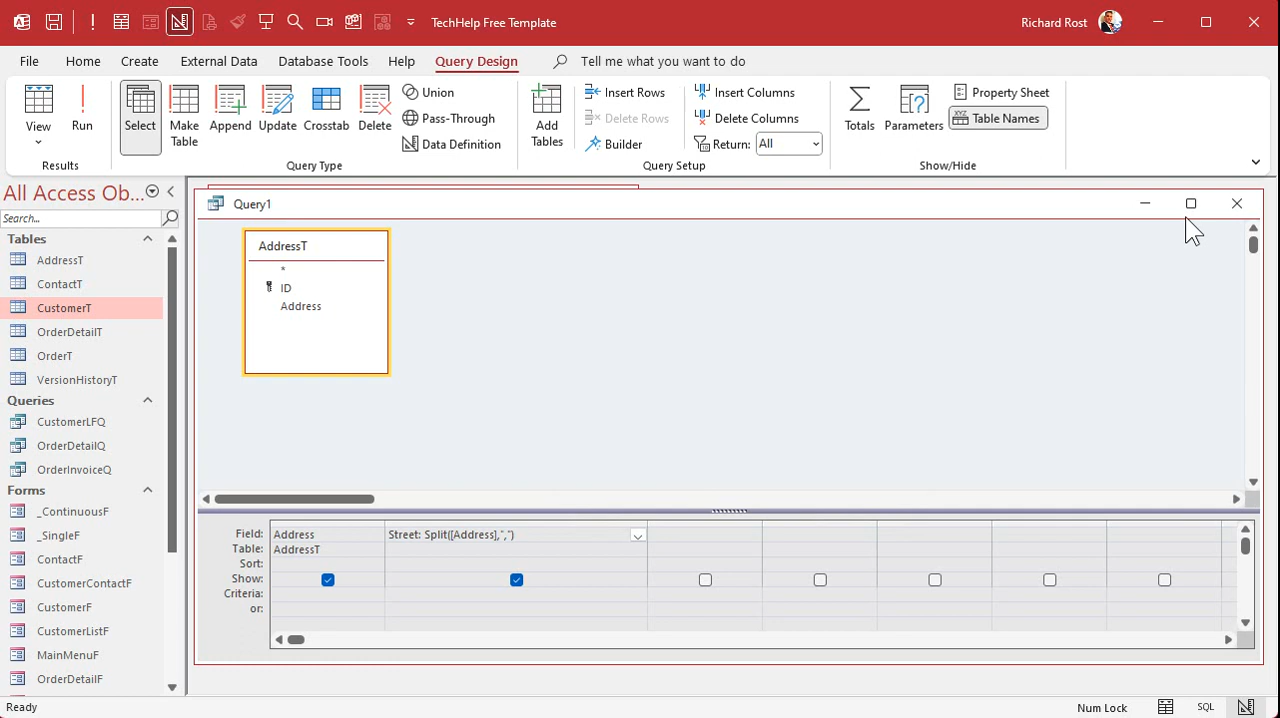 TechHelp Free Template
Richard Rost
File Home Create External Data Database Tools Help Query Design Tell me what you want to do
View
Run
Results
Select
Make Table
Append
Update
Crosstab
Delete
Union
Pass-Through
Data Definition
Query Type
Add Tables
Insert Rows
Delete Rows
Builder
Insert Columns
Delete Columns
Return: All
Query Setup
Totals
Parameters
Property Sheet
XYZ Table Names
Show/Hide
All Access Ob...
Search...
Tables
AddressT
ContactT
CustomerT
OrderDetailT
OrderT
VersionHistoryT
Queries
CustomerLFQ
OrderDetailQ
OrderInvoiceQ
Forms
_ContinuousF
_SingleF
ContactF
CustomerContactF
CustomerF
CustomerListF
MainMenuF
OrderDetailF
Query1
AddressT
*
ID
Address
Field: Address Street: Split([Address],",")
Table: AddressT
Sort:
Show:
Criteria:
or:
Ready
Num Lock
SQL